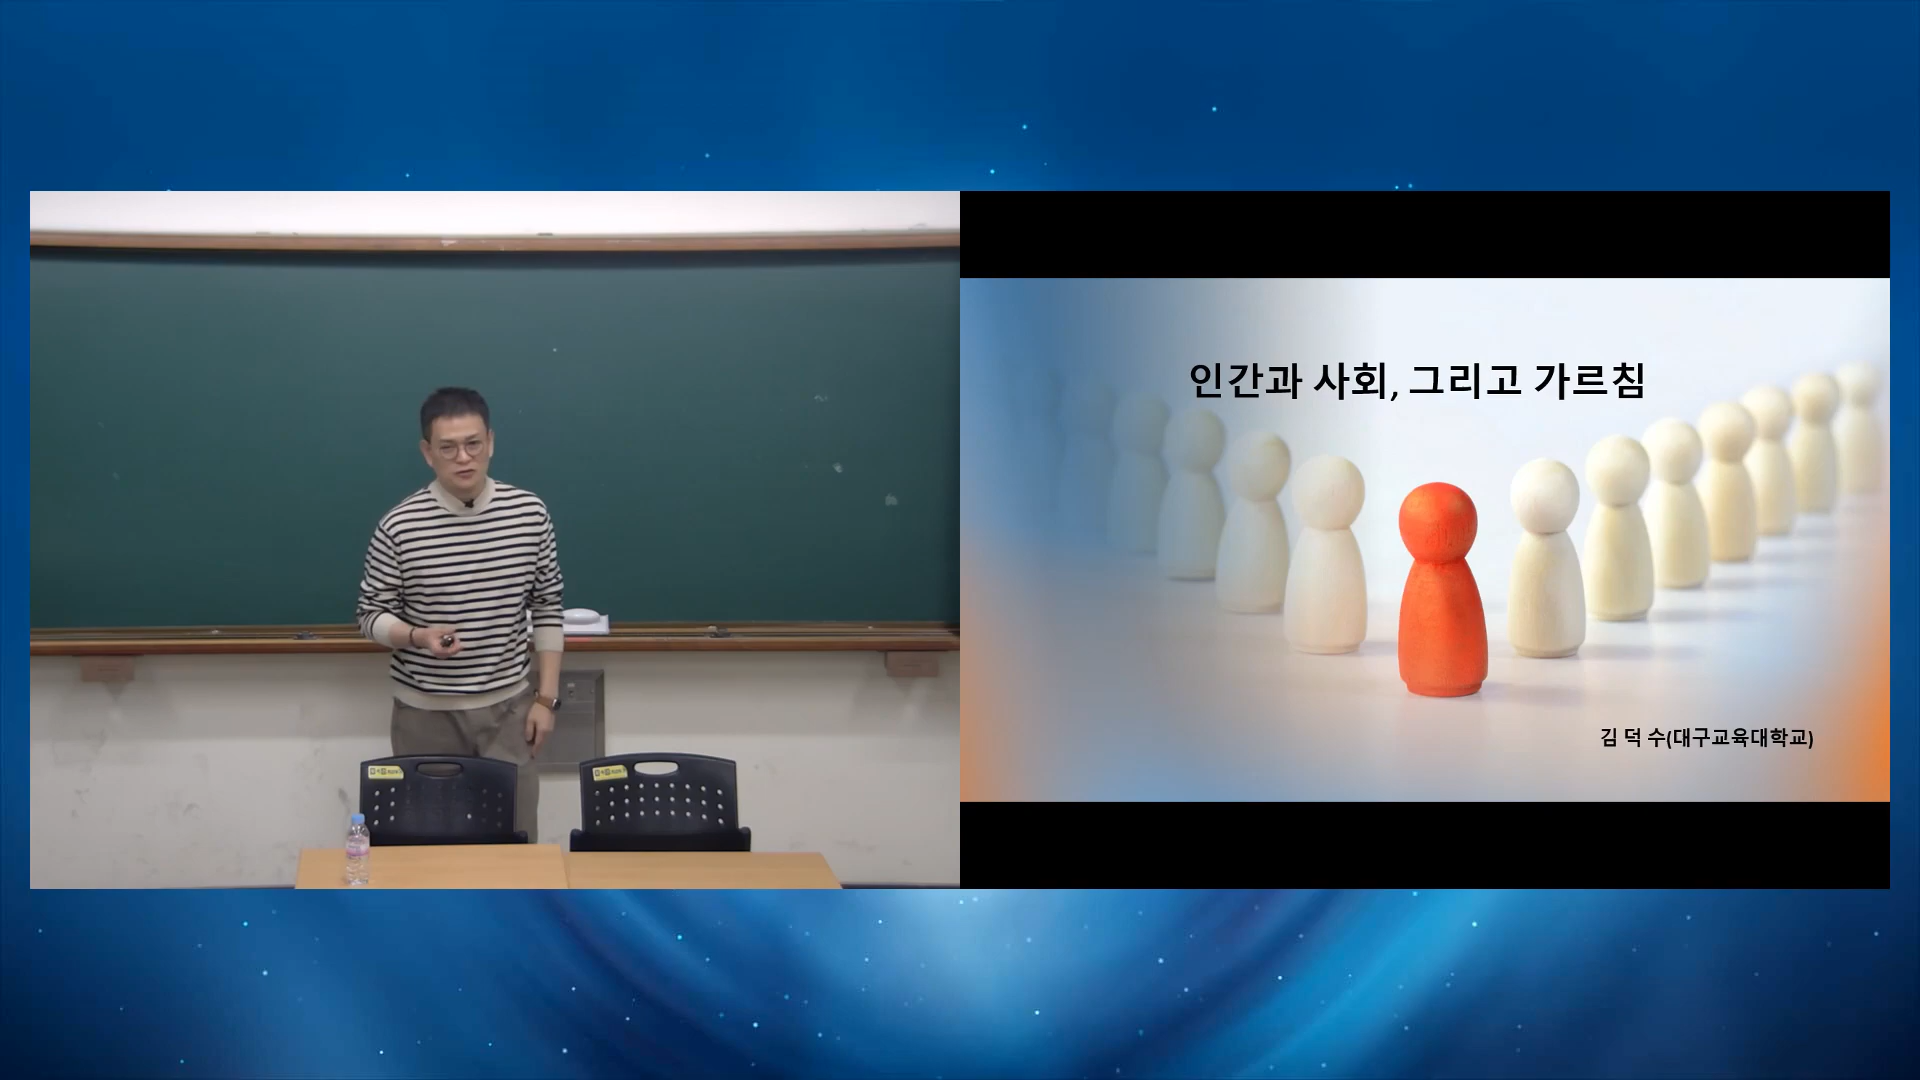 인간과 사회, 그리고 가르침
김 덕 수(대구교육대학교)